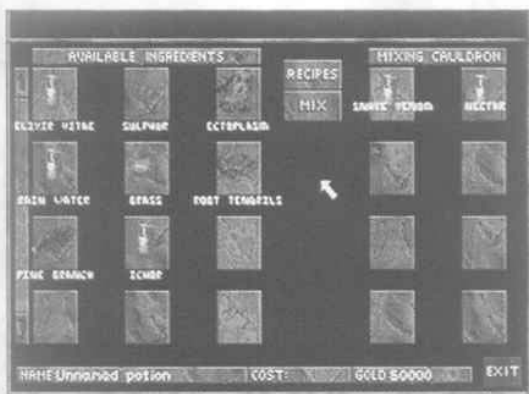 AVAILABLE INGREDIENTS
MIXING CAULDRON
RECIPES
MIX
ELIXIR VITAE SULPHUR ECTOPLASM
SNAKE VENOM NECTAR
RAIN WATER GRASS ROOT TENDRILS
PINE BRANCH ICHOR
NAME:Unnamed potion COST: GOLD:50000 EXIT